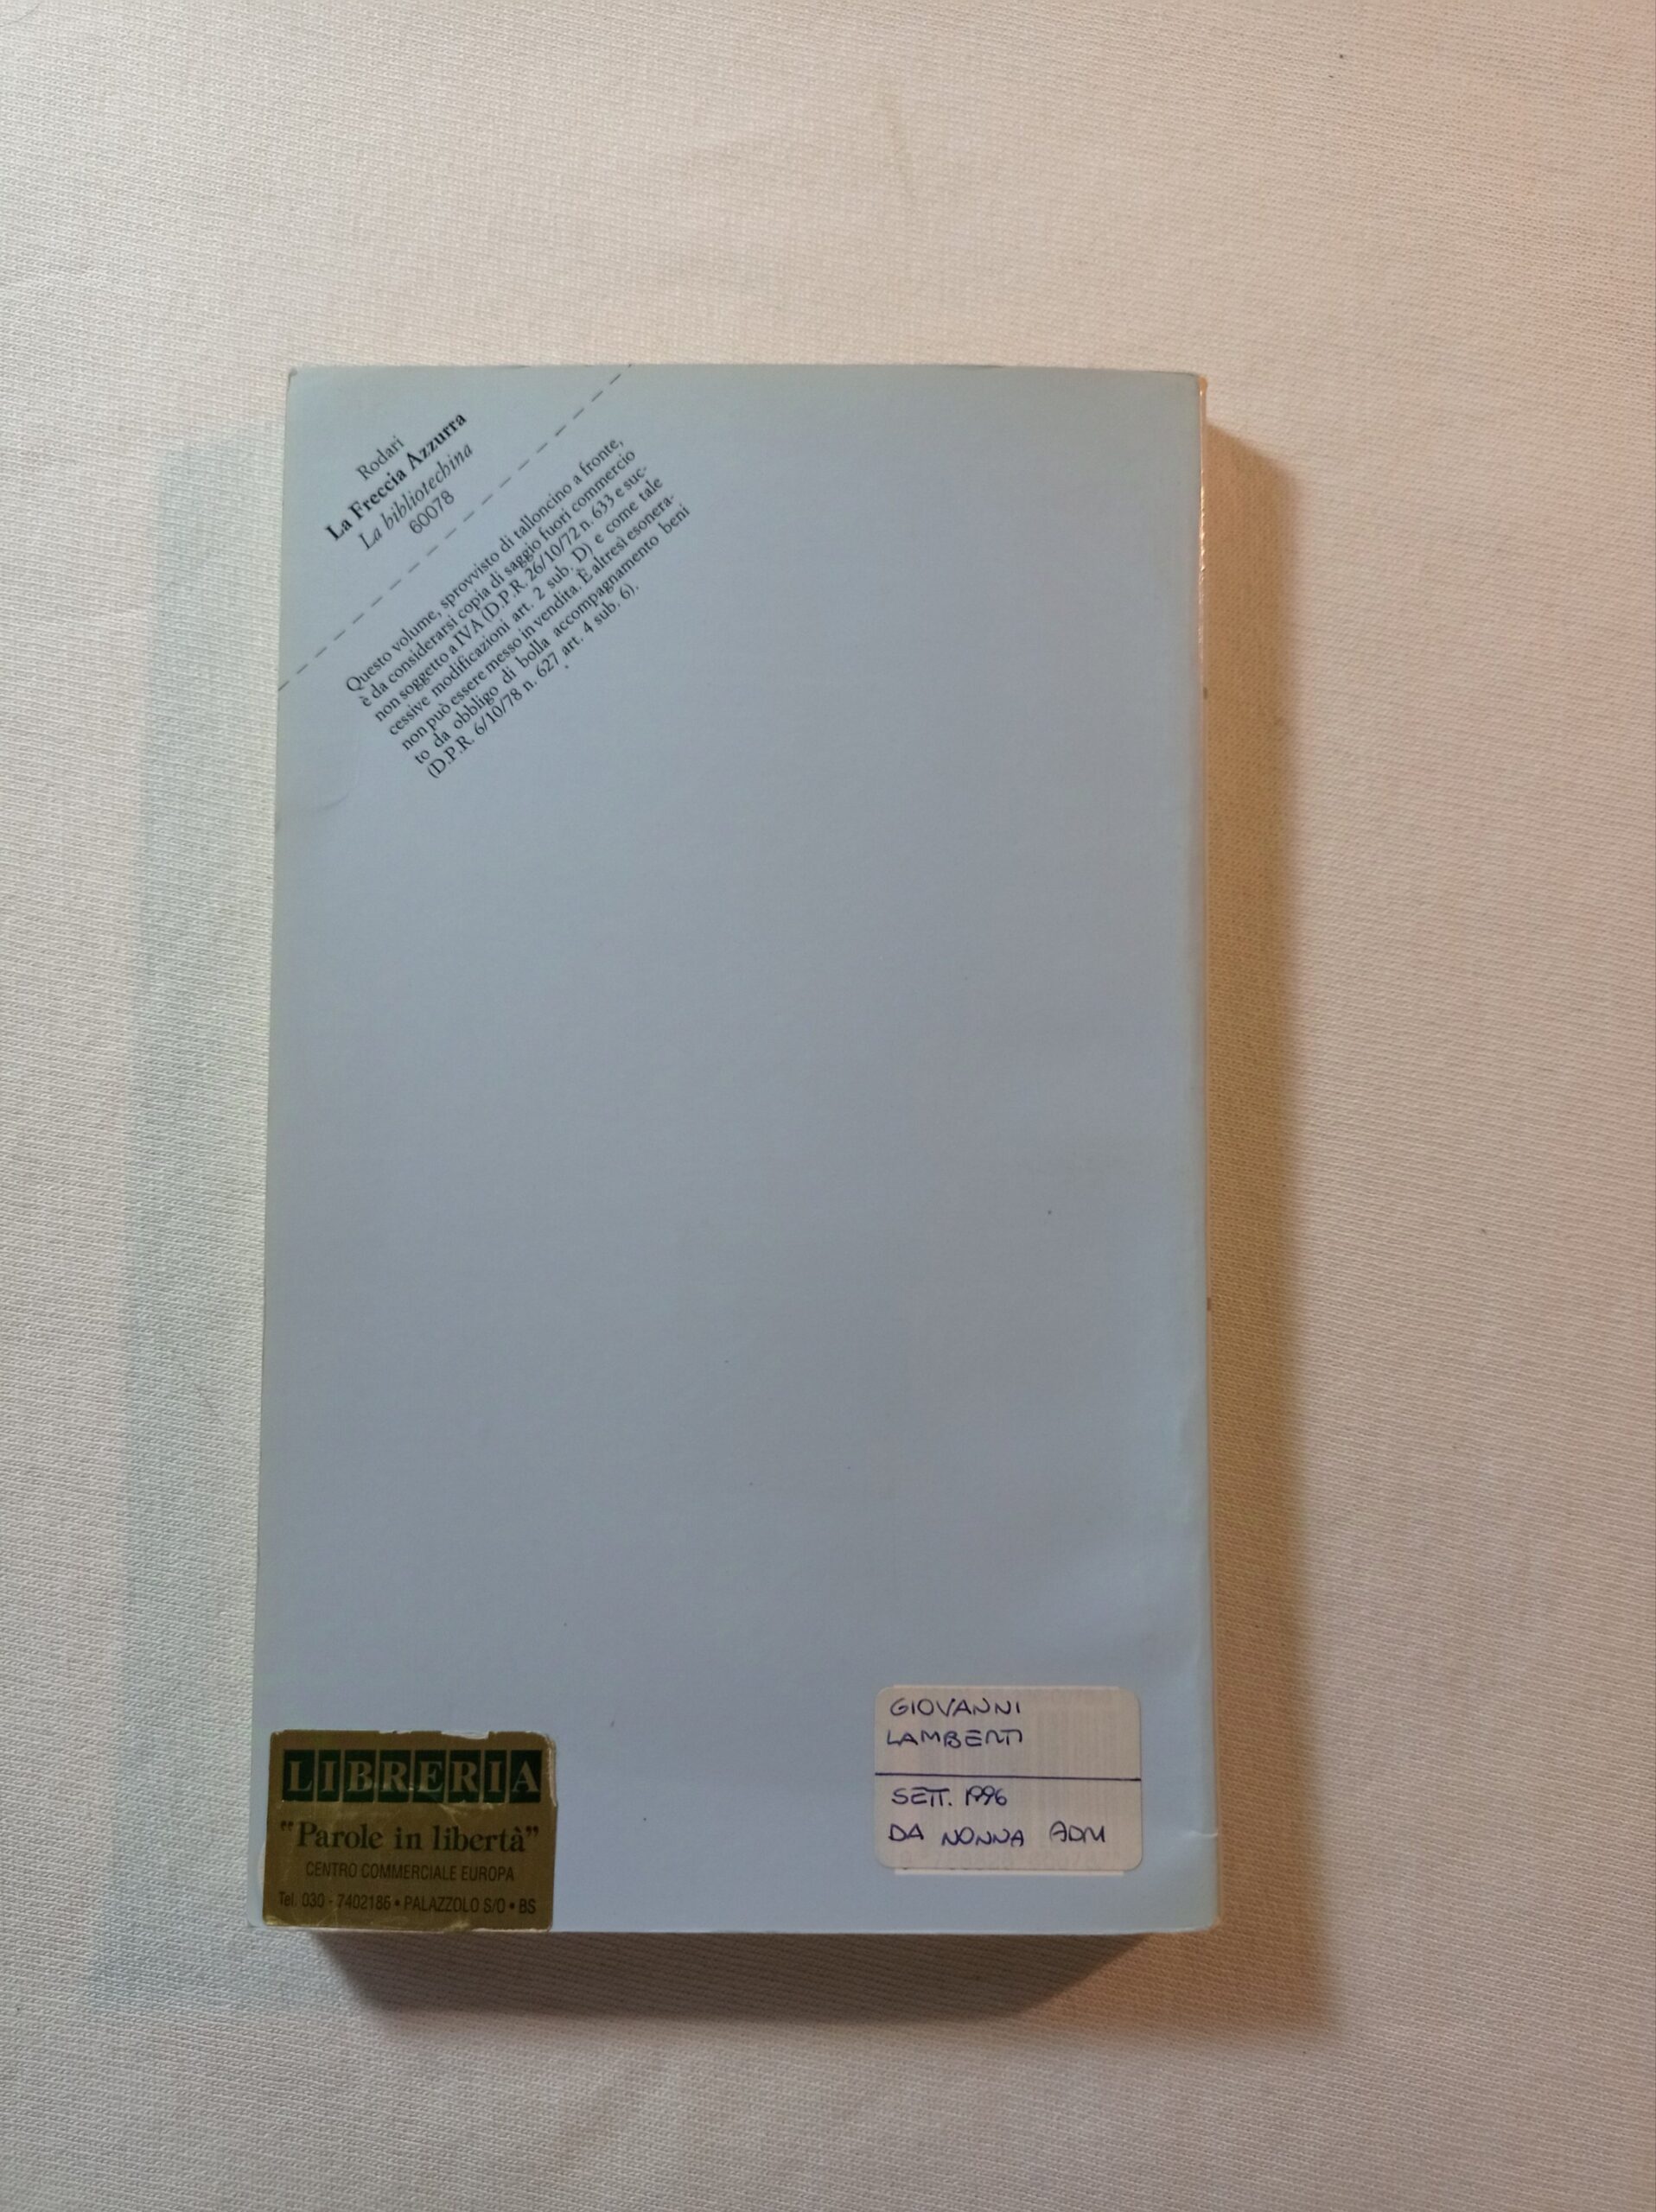 Rodari
La Freccia Azzurra
La bibliotechina
60078
Questo volume, sprovvisto di talloncino a fronte,
è da considerarsi copia di saggio fuori commercio
non soggetto a IVA (D.P.R. 26/10/72 n. 633 e suc-
cessive modificazioni art. 2 sub. D) e come tale
non può essere messo in vendita. È altresì esonera-
to da obbligo di bolla accompagnamento beni
(D.P.R. 6/10/78 n. 627 art. 4 sub. 6).
GIOVANNI
LAMBERTI
SETT. 1996
DA NONNA ADM
LIBRERIA
"Parole in libertà"
CENTRO COMMERCIALE EUROPA
Tel. 030 - 7402186 • PALAZZOLO S/O • BS